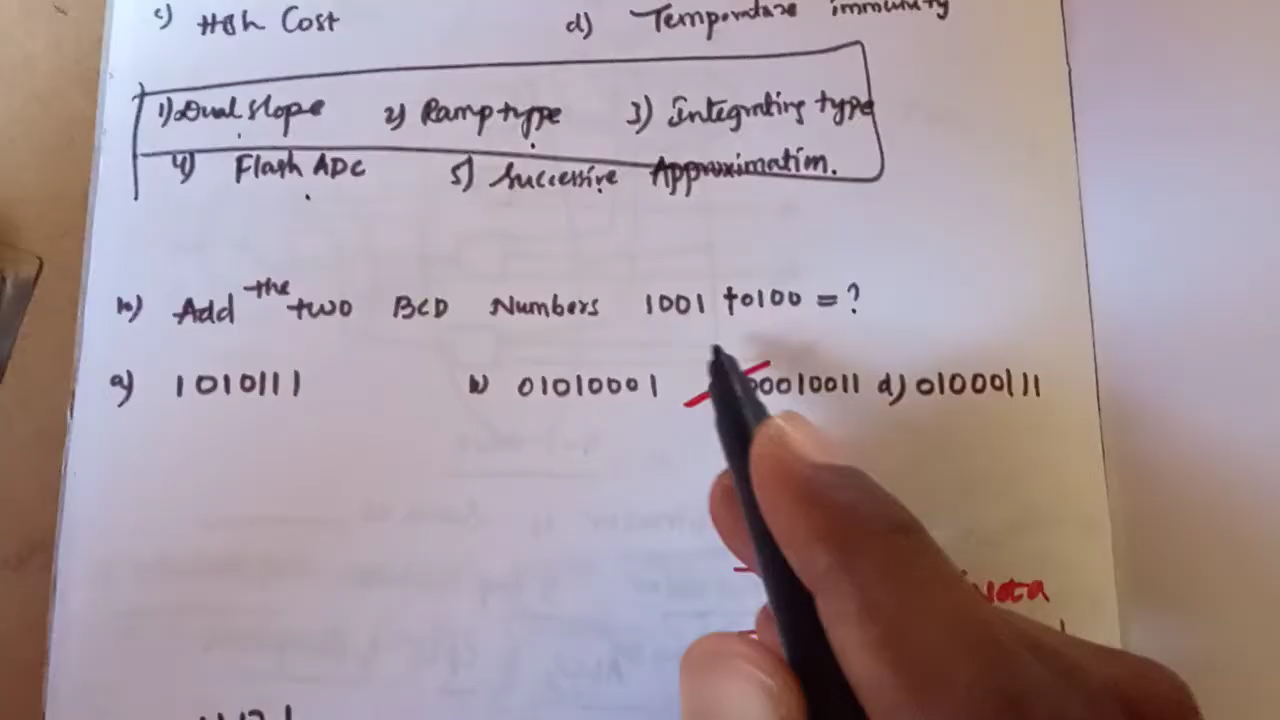 c) High Cost d) Temperature immunity
1) Dual slope 2) Ramp type 3) Integrating type
4) Flash ADC 5) Successive Approximation.
Add the two BCD Numbers 1001 + 0100 = ?
a) 1010111 b) 01010001 00010011 d) 01000111